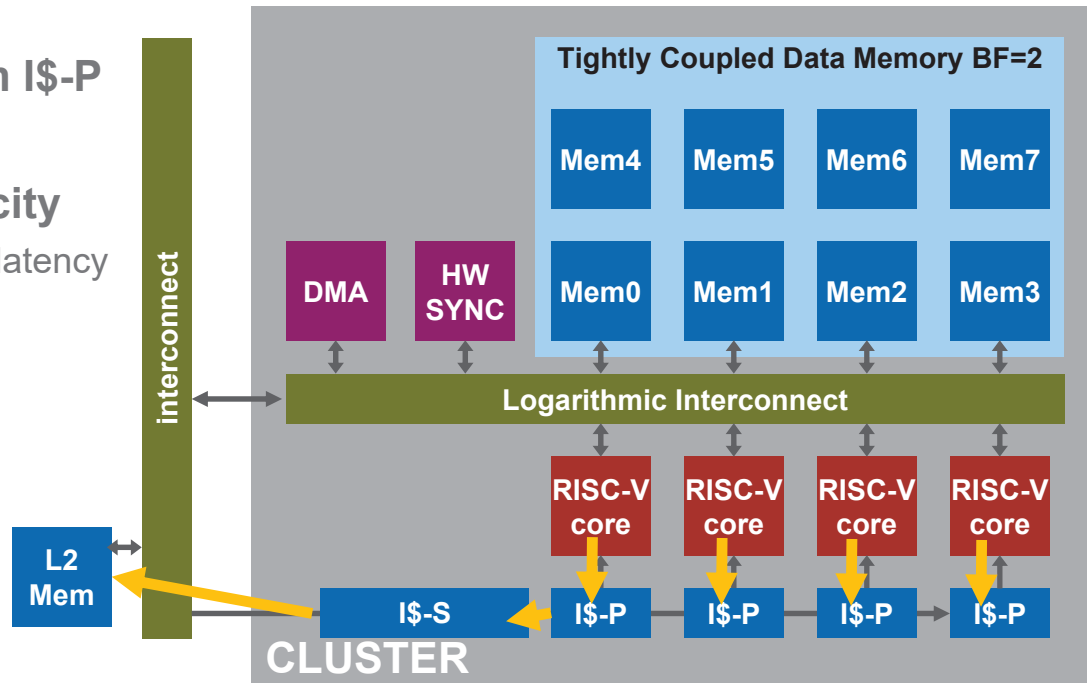 I$-P
city
latency
interconnect
Tightly Coupled Data Memory BF=2
Mem4 Mem5 Mem6 Mem7
DMA
HW
SYNC
Mem0 Mem1 Mem2 Mem3
Logarithmic Interconnect
RISC-V
core
RISC-V
core
RISC-V
core
RISC-V
core
L2
Mem
I$-S
I$-P
I$-P
I$-P
I$-P
CLUSTER